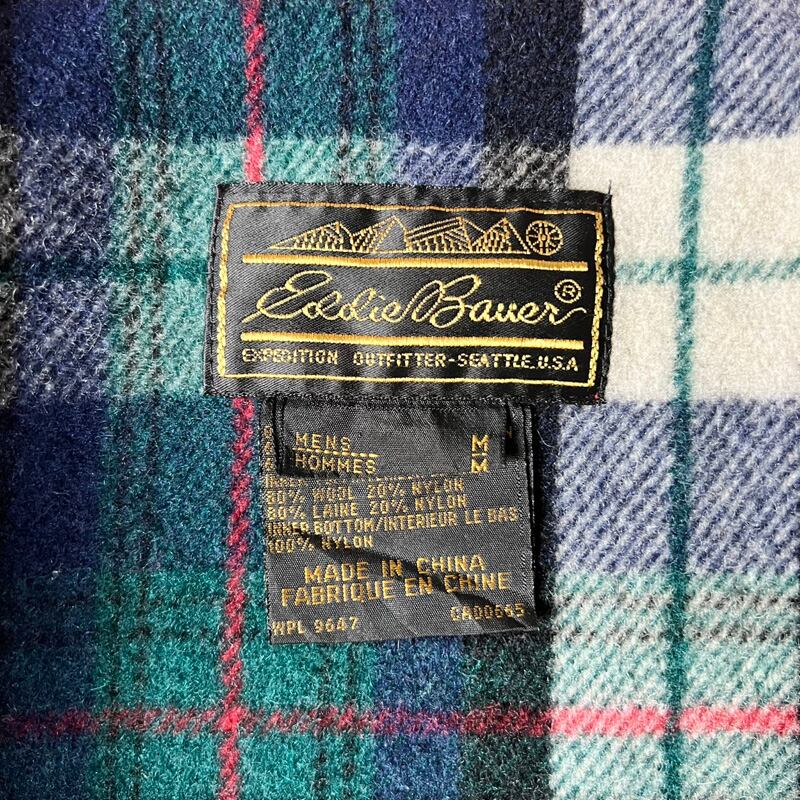 Eddie Bauer®
EXPEDITION OUTFITTER-SEATTLE,U.S.A
MENS M
HOMMES M
80% WOOL 20% NYLON
80% LAINE 20% NYLON
INNER BOTTOM/INTERIEUR LE BAS
100% NYLON
MADE IN CHINA
FABRIQUE EN CHINE
WPL 9647 CA00665